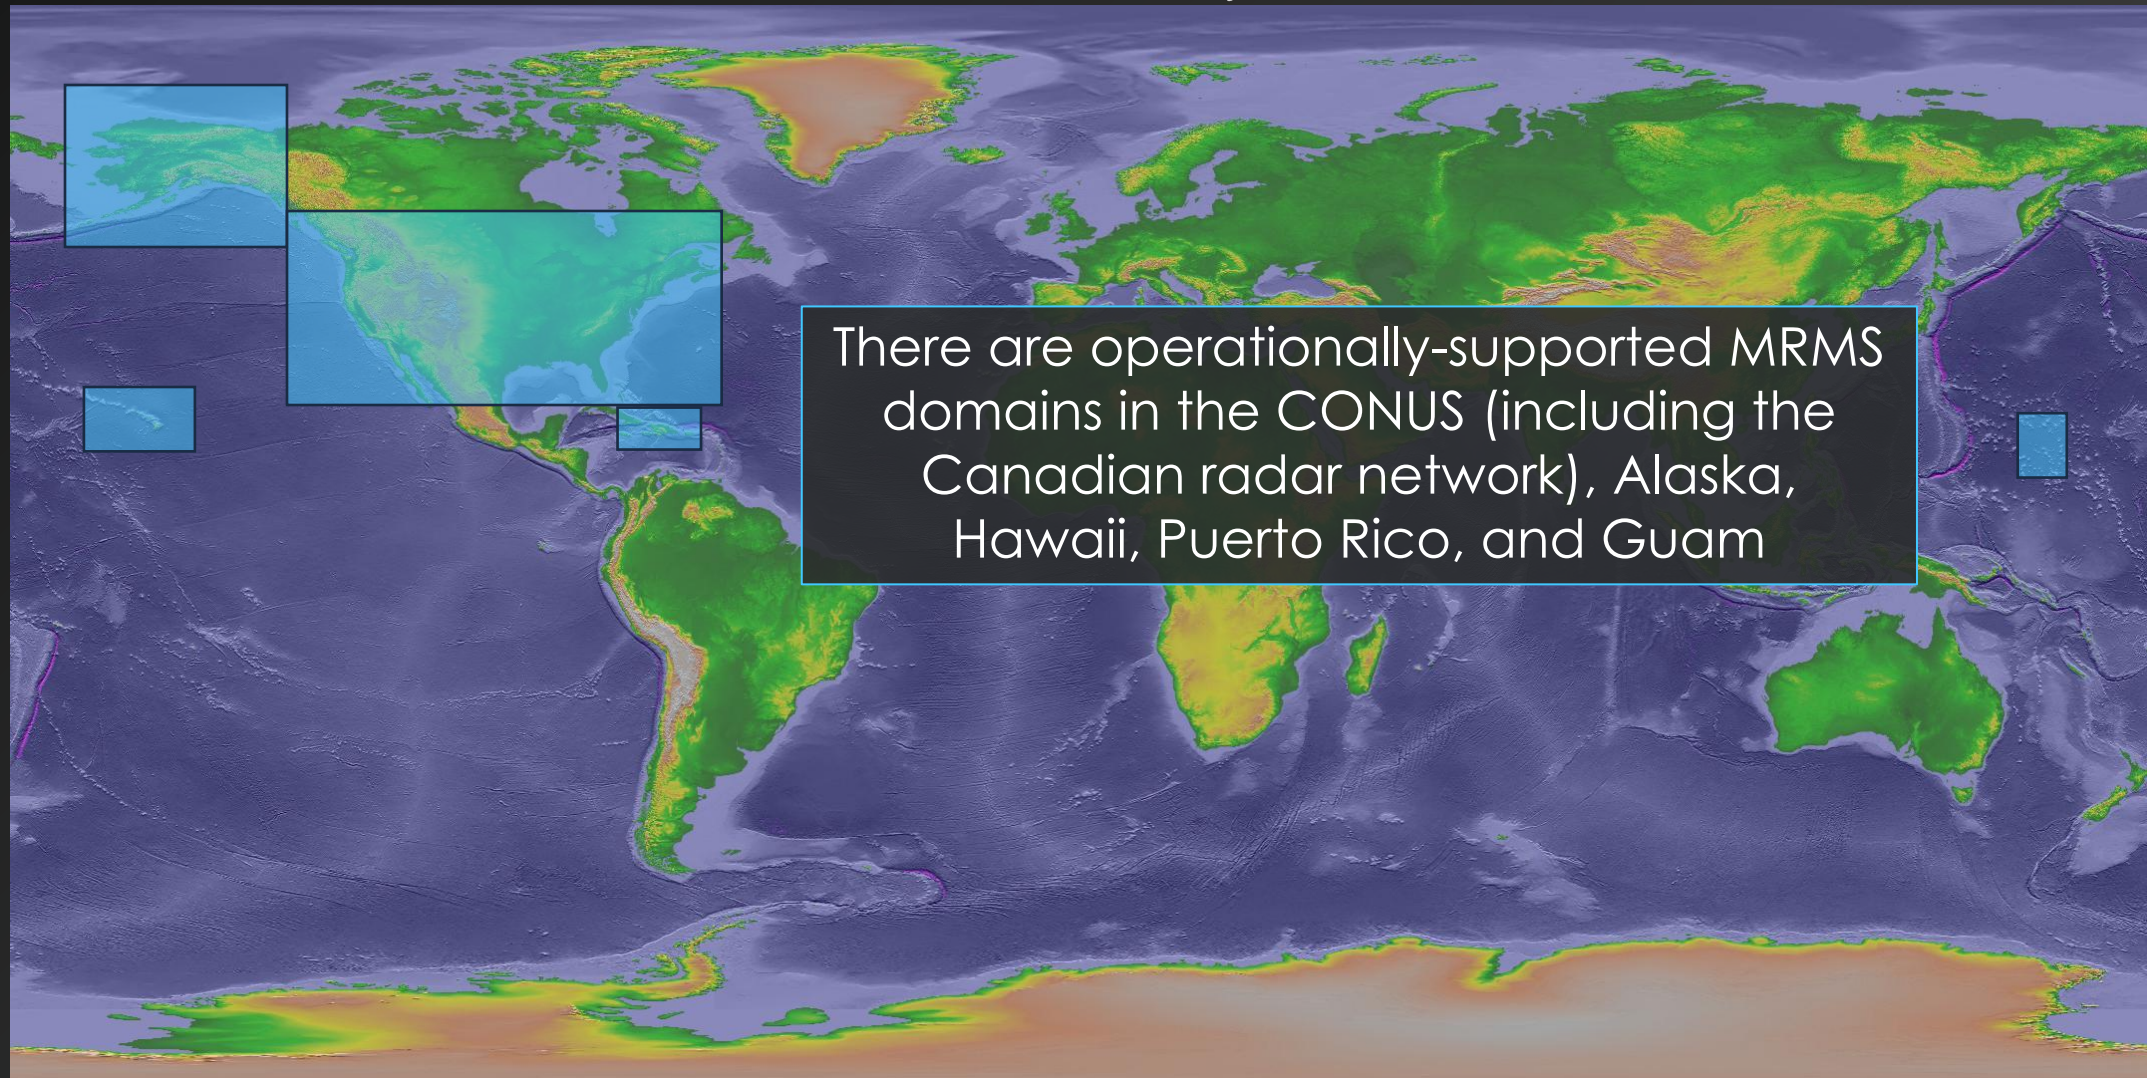 There are operationally-supported MRMS
domains in the CONUS (including the
Canadian radar network), Alaska,
Hawaii, Puerto Rico, and Guam